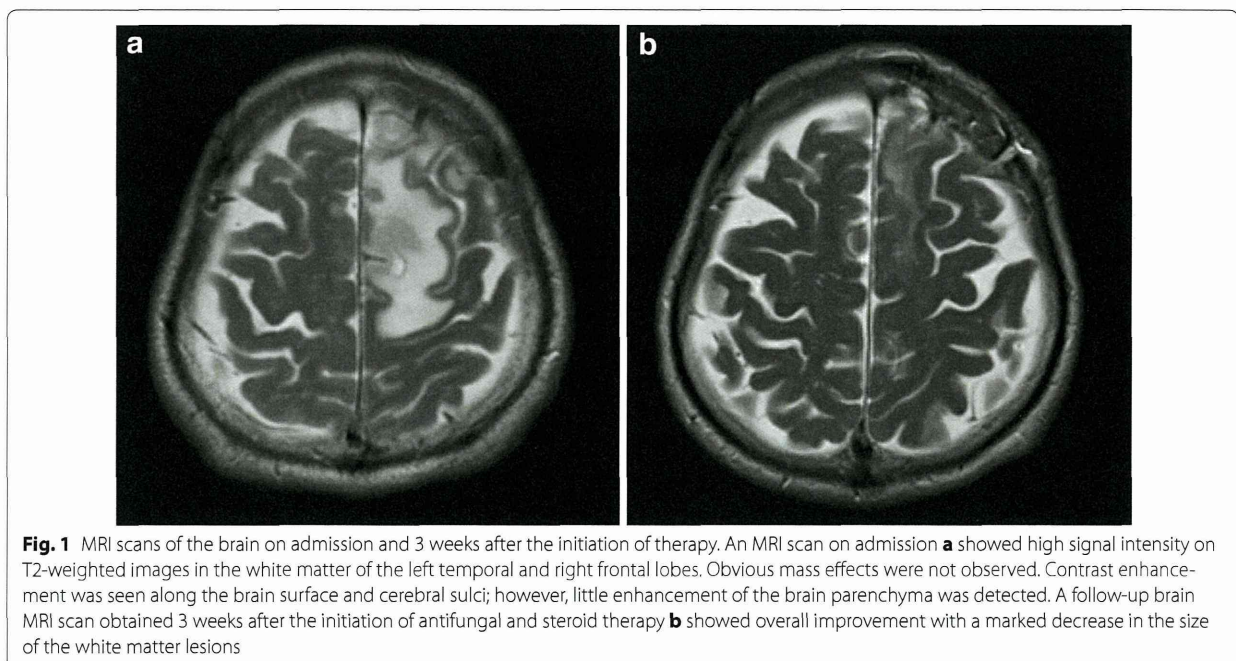 a b
Fig. 1 MRI scans of the brain on admission and 3 weeks after the initiation of therapy. An MRI scan on admission a showed high signal intensity on
T2-weighted images in the white matter of the left temporal and right frontal lobes. Obvious mass effects were not observed. Contrast enhance-
ment was seen along the brain surface and cerebral sulci; however, little enhancement of the brain parenchyma was detected. A follow-up brain
MRI scan obtained 3 weeks after the initiation of antifungal and steroid therapy b showed overall improvement with a marked decrease in the size
of the white matter lesions